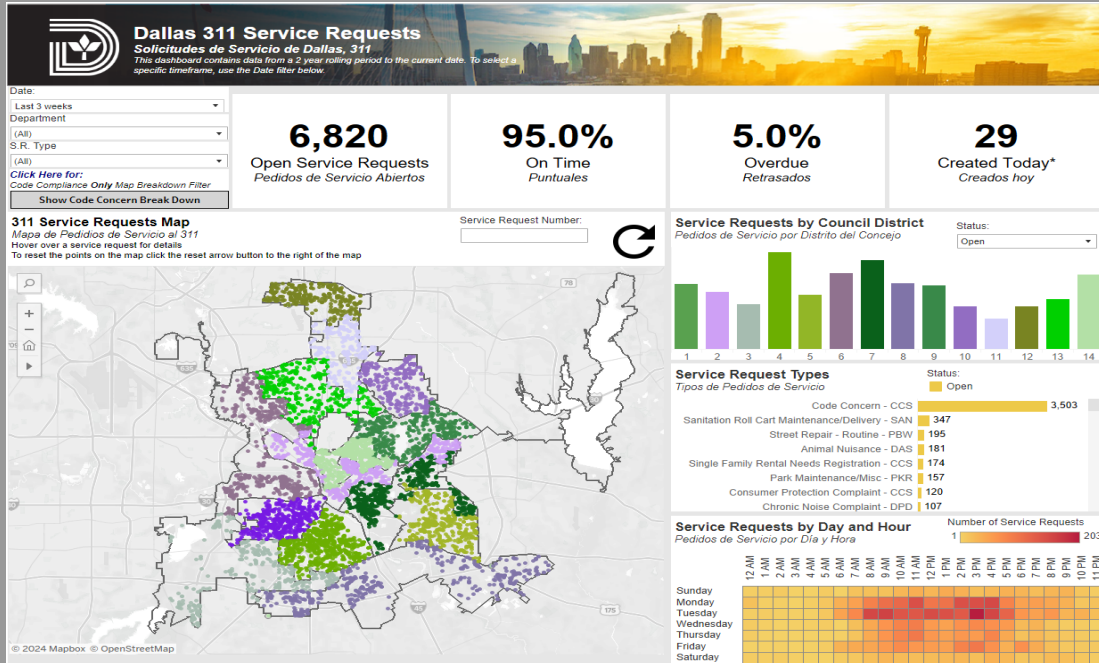 Dallas 311 Service Requests
Solicitudes de Servicio de Dallas, 311
This dashboard contains data from a 2 year rolling period to the current date. To select a
specific timeframe, use the Date filter below.
Date:
Last 3 weeks
Department
(All)
S.R. Type
(All)
Click Here for:
Code Compliance Only Map Breakdown Filter
Show Code Concern Break Down
6,820
Open Service Requests
Pedidos de Servicio Abiertos
95.0%
On Time
Puntuales
5.0%
Overdue
Retrasados
29
Created Today*
Creados hoy
311 Service Requests Map
Mapa de Pedidos de Servicio al 311
Hover over a service request for details
To reset the points on the map click the reset arrow button to the right of the map
Service Request Number:
78
635
635
30
20
45
175
© 2024 Mapbox © OpenStreetMap
Service Requests by Council District
Pedidos de Servicio por Distrito del Concejo
Status:
Open
1 2 3 4 5 6 7 8 9 10 11 12 13 14
Service Request Types
Tipos de Pedidos de Servicio
Status:
Open
Code Concern - CCS 3,503
Sanitation Roll Cart Maintenance/Delivery - SAN 347
Street Repair - Routine - PBW 195
Animal Nuisance - DAS 181
Single Family Rental Needs Registration - CCS 174
Park Maintenance/Misc - PKR 157
Consumer Protection Complaint - CCS 120
Chronic Noise Complaint - DPD 107
Service Requests by Day and Hour
Pedidos de Servicio por Día y Hora
Number of Service Requests
1 203
12 AM 1 AM 2 AM 3 AM 4 AM 5 AM 6 AM 7 AM 8 AM 9 AM 10 AM 11 AM 12 PM 1 PM 2 PM 3 PM 4 PM 5 PM 6 PM 7 PM 8 PM 9 PM 10 PM 11 PM
Sunday
Monday
Tuesday
Wednesday
Thursday
Friday
Saturday